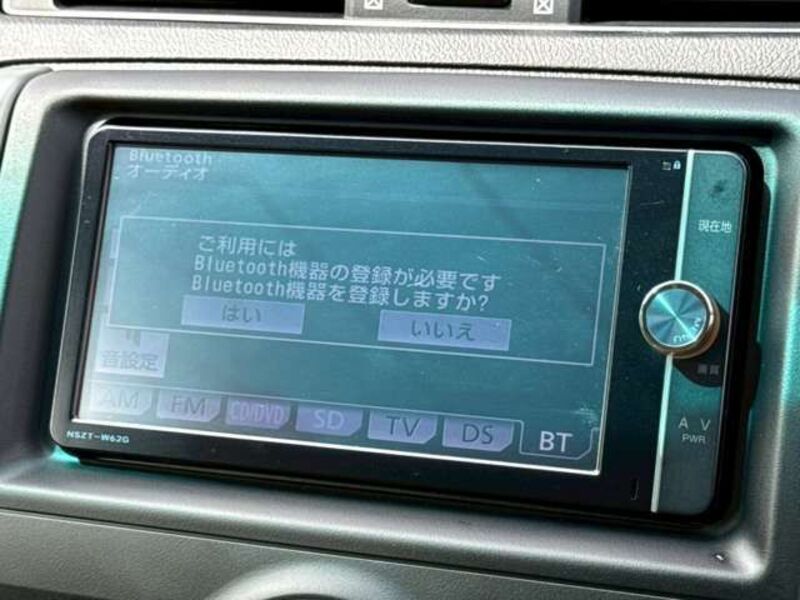 Bluetooth
オーディオ
現在地
ご利用には
Bluetooth機器の登録が必要です
Bluetooth機器を登録しますか?
はい いいえ
音設定
画質
AM FM CD/DVD SD TV DS BT
A V
PWR
NSZT-W62G